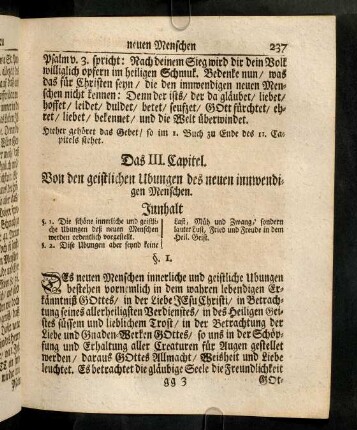 neuen Menschen 237
Psalm v. 3. spricht: Nach deinem Sieg wird dir dein Volk
williglich opfern im heiligen Schmuk. Bedenke nun/ was
das für Christen seyn/ die den innwendigen neuen Men-
schen nicht kennen: Denn der ists/ der da gläubet/ liebet/
hoffet/ leidet/ duldet/ betet/ seufzet/ GOtt fürchtet/ eh-
ret/ liebet/ bekennet/ und die Welt überwindet.
Hieher gehöret das Gebet/ so im 1. Buch zu Ende des 11. Ca-
pitels stehet.
Das III. Capitel.
Von den geistlichen Ubungen des neuen innwendi-
gen Menschen.
Innhalt
§. 1. Die schöne innerliche und geistli-
che Ubungen deß neuen Menschen
werden ordentlich vorgestellt.
§. 2. Dise Ubungen aber seynd keine
Last, Müh und Zwang, sondern
lauter Lust, Fried und Freude in dem
Heil. Geist.
§. 1.
DEs neuen Menschen innerliche und geistliche Ubungen
bestehen vornemlich in dem wahren lebendigen Er-
känntniß GOttes/ in der Liebe JEsu Christi/ in Betrach-
tung seines allerheiligsten Verdienstes/ in des Heiligen Gei-
stes süssem und lieblichem Trost/ in der Betrachtung der
Liebe und Gnaden-Werken GOttes/ so uns in der Schöp-
fung und Erhaltung aller Creaturen für Augen gestellet
werden/ daraus GOttes Allmacht/ Weisheit und Liebe
leuchtet. Es betrachtet die gläubige Seele die Freundlichkeit
gg 3 GOt-